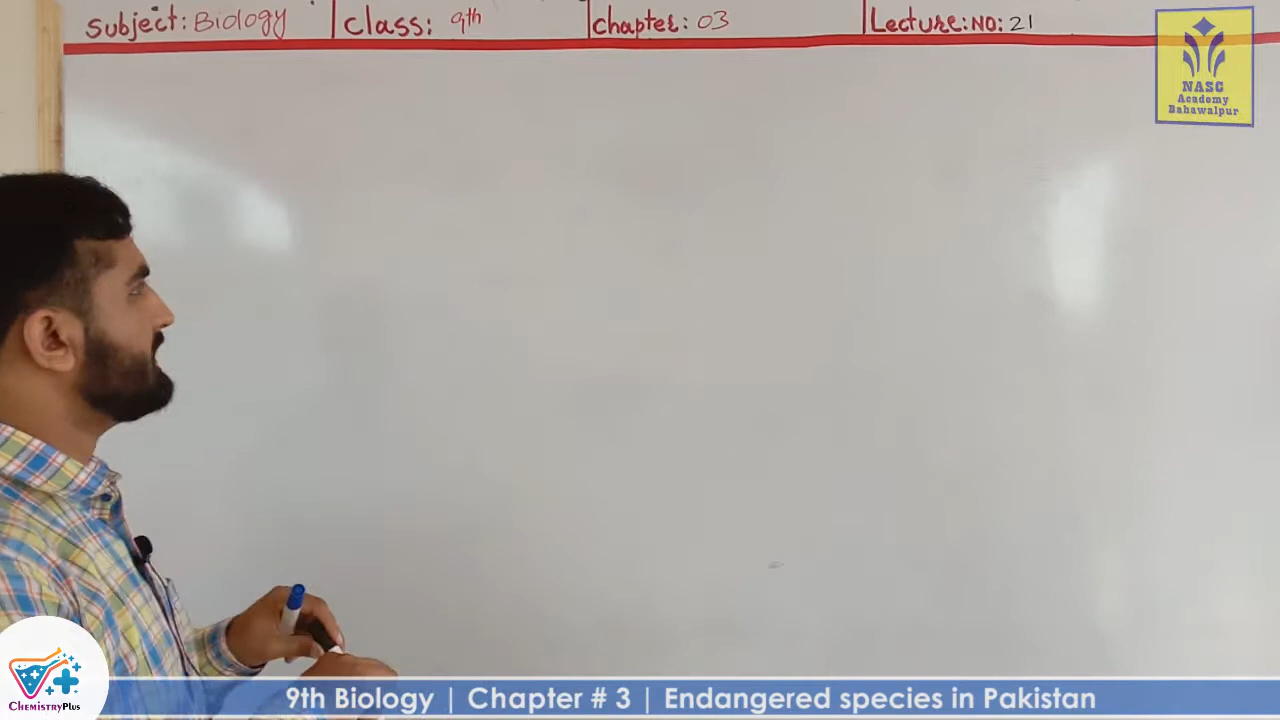 Subject: Biology | Class: 9th | Chapter: 03 | Lecture: NO: 21
NASC
Academy
Bahawalpur
ChemistryPlus
9th Biology | Chapter # 3 | Endangered species in Pakistan